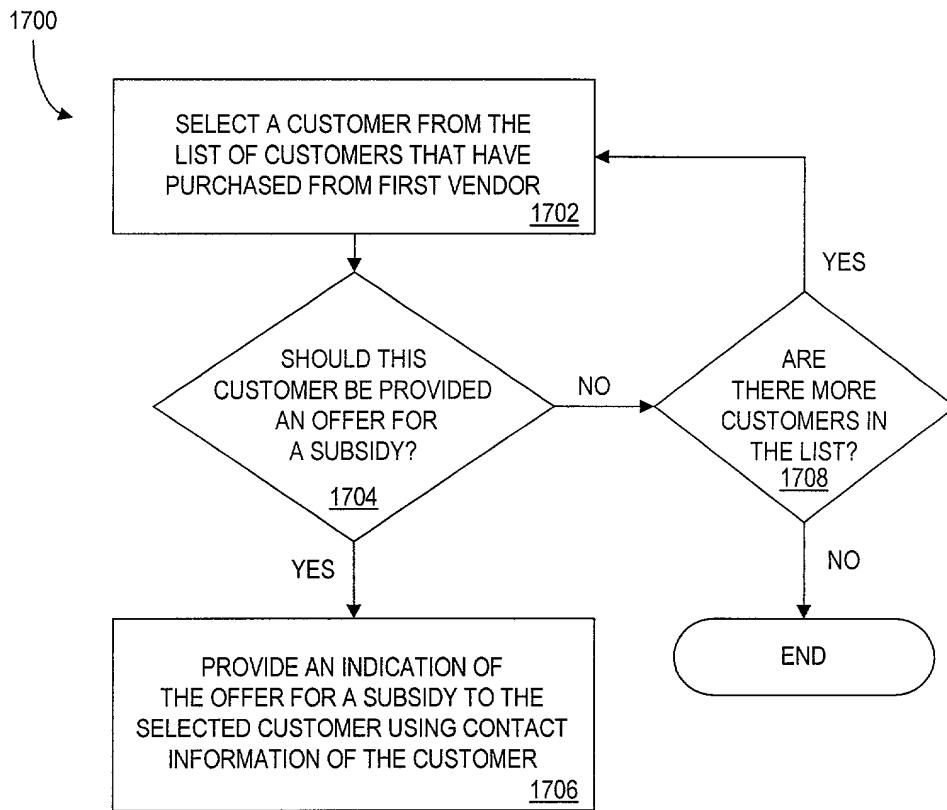 1700
SELECT A CUSTOMER FROM THE
LIST OF CUSTOMERS THAT HAVE
PURCHASED FROM FIRST VENDOR
1702
YES
SHOULD THIS
CUSTOMER BE PROVIDED
AN OFFER FOR
A SUBSIDY?
1704
NO
ARE
THERE MORE
CUSTOMERS IN
THE LIST?
1708
YES
NO
PROVIDE AN INDICATION OF
THE OFFER FOR A SUBSIDY TO THE
SELECTED CUSTOMER USING CONTACT
INFORMATION OF THE CUSTOMER
1706
END